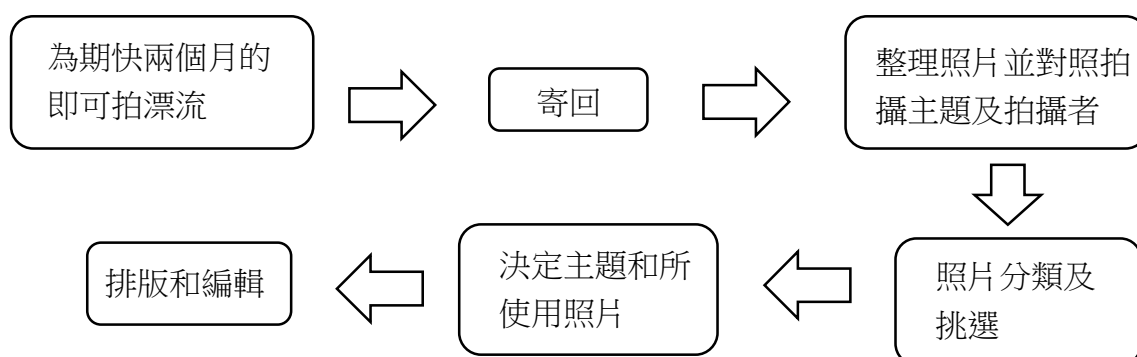 為期快兩個月的
即可拍漂流
寄回
整理照片並對照拍
攝主題及拍攝者
照片分類及
挑選
決定主題和所
使用照片
排版和編輯